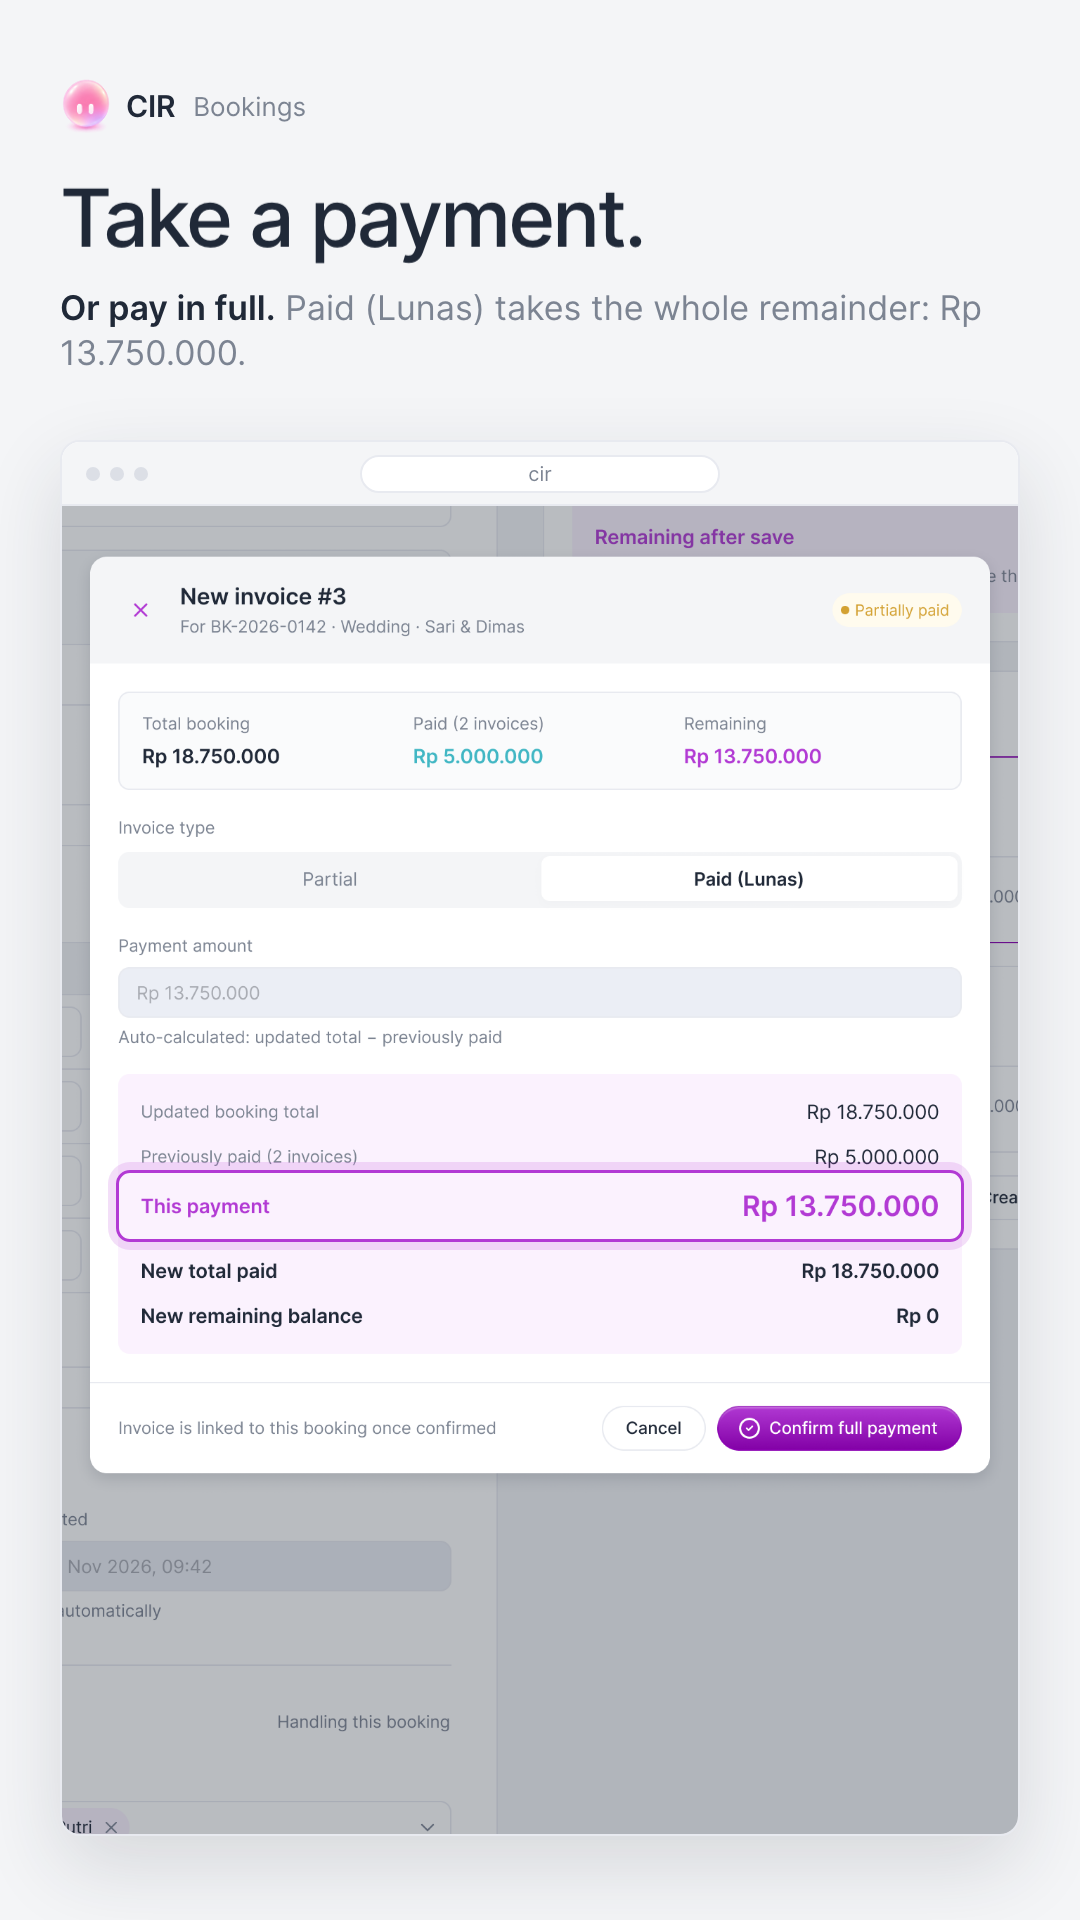 CIR Bookings
Take a payment.
Or pay in full. Paid (Lunas) takes the whole remainder: Rp
13.750.000.
cir
Remaining after save
New invoice #3
For BK-2026-0142 · Wedding · Sari & Dimas
Partially paid
Total booking
Rp 18.750.000
Paid (2 invoices)
Rp 5.000.000
Remaining
Rp 13.750.000
Invoice type
Partial
Paid (Lunas)
Payment amount
Rp 13.750.000
Auto-calculated: updated total – previously paid
Updated booking total
Rp 18.750.000
Previously paid (2 invoices)
Rp 5.000.000
This payment
Rp 13.750.000
New total paid
Rp 18.750.000
New remaining balance
Rp 0
Invoice is linked to this booking once confirmed
Cancel
Confirm full payment
Nov 2026, 09:42
automatically
Handling this booking